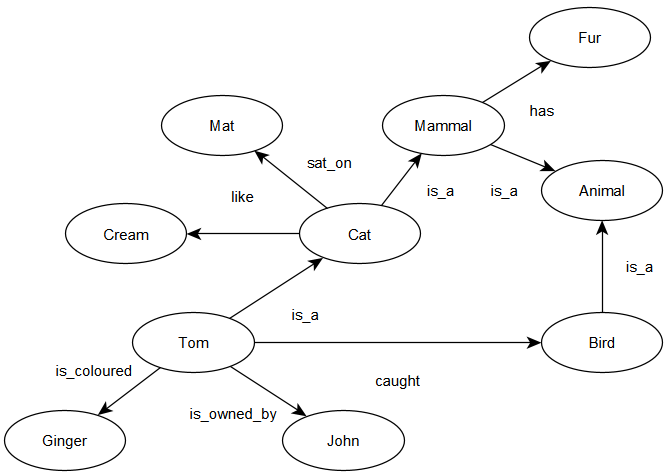 Fur
has
Mat
Mammal
sat_on
is_a
is_a
Animal
like
Cream
Cat
is_a
is_a
Tom
Bird
is_coloured
caught
is_owned_by
Ginger
John